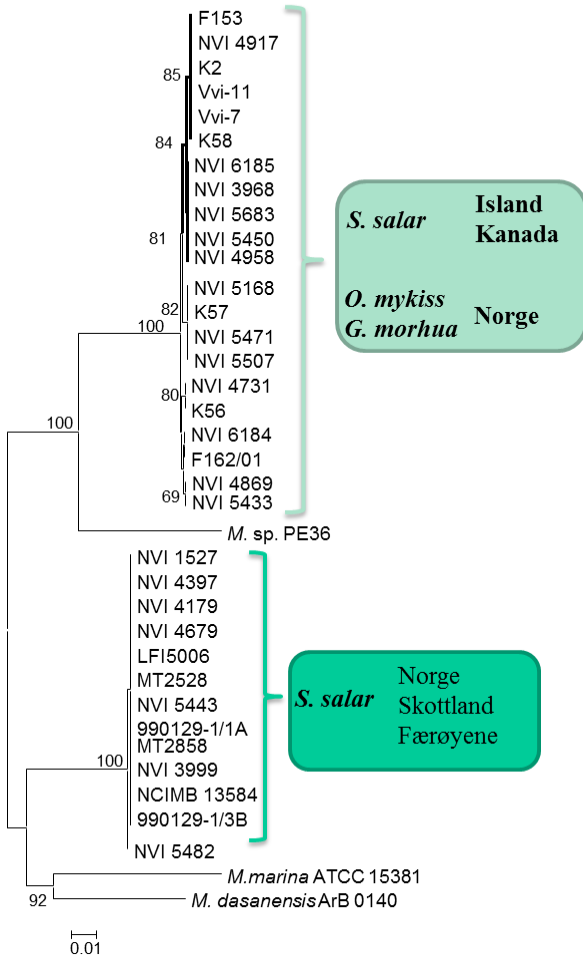 F153
NVI 4917
85
K2
Vvi-11
Vvi-7
84
K58
NVI 6185
NVI 3968
NVI 5683
81
NVI 5450
NVI 4958
S. salar
Island
Kanada
O. mykiss
G. morhua
Norge
NVI 5168
82
K57
100
NVI 5471
NVI 5507
NVI 4731
80
K56
100
NVI 6184
F162/01
NVI 4869
69
NVI 5433
M. sp. PE36
NVI 1527
NVI 4397
NVI 4179
NVI 4679
LFI5006
MT2528
NVI 5443
990129-1/1A
MT2858
100
NVI 3999
NCIMB 13584
990129-1/3B
NVI 5482
S. salar
Norge
Skottland
Færøyene
M.marina ATCC 15381
92
M. dasanensis ArB 0140
0.01